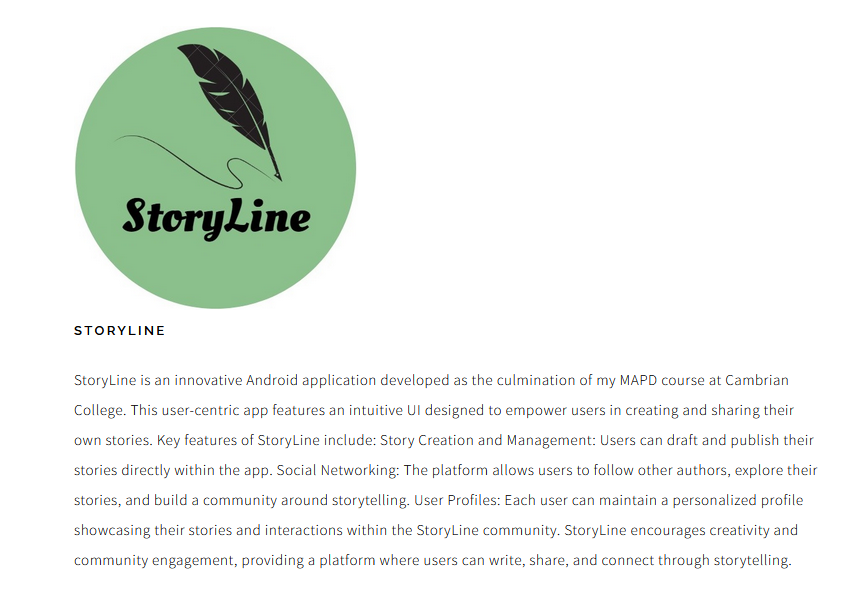 StoryLine
STORYLINE
StoryLine is an innovative Android application developed as the culmination of my MAPD course at Cambrian
College. This user-centric app features an intuitive UI designed to empower users in creating and sharing their
own stories. Key features of StoryLine include: Story Creation and Management: Users can draft and publish their
stories directly within the app. Social Networking: The platform allows users to follow other authors, explore their
stories, and build a community around storytelling. User Profiles: Each user can maintain a personalized profile
showcasing their stories and interactions within the StoryLine community. StoryLine encourages creativity and
community engagement, providing a platform where users can write, share, and connect through storytelling.